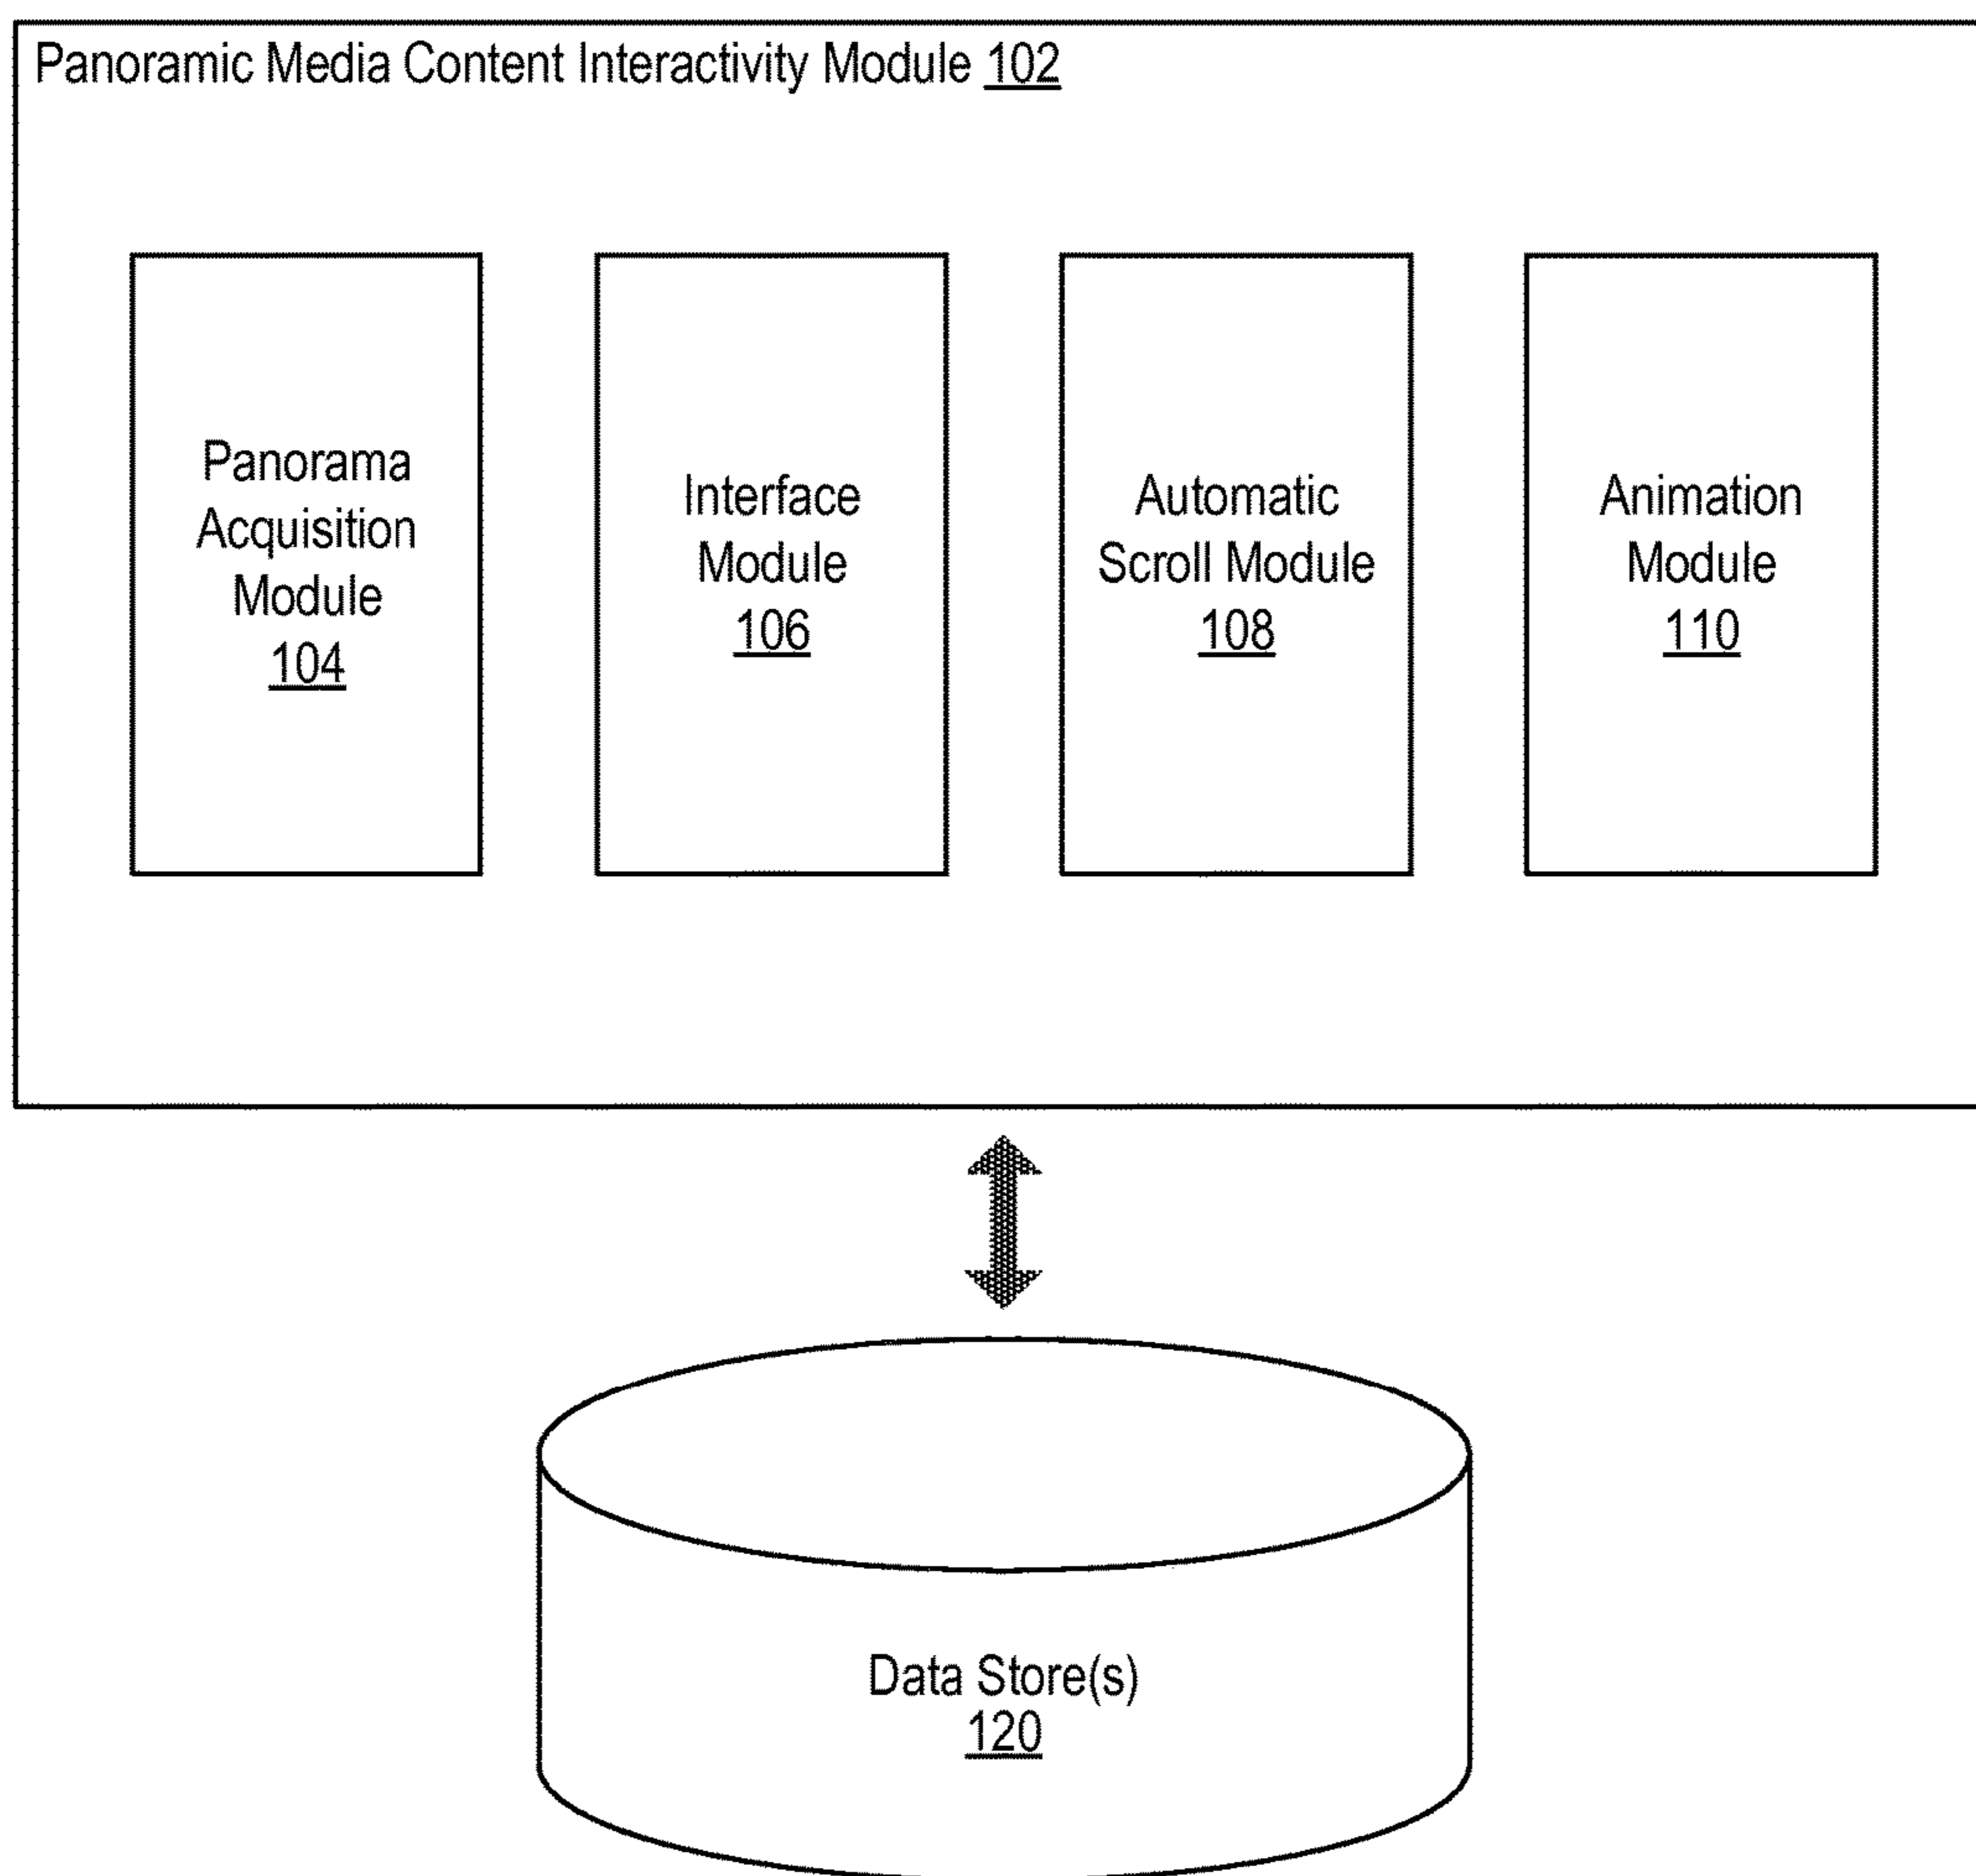 Panoramic Media Content Interactivity Module 102
Panorama
Acquisition
Module
104
Interface
Module
106
Automatic
Scroll Module
108
Animation
Module
110
Data Store(s)
120